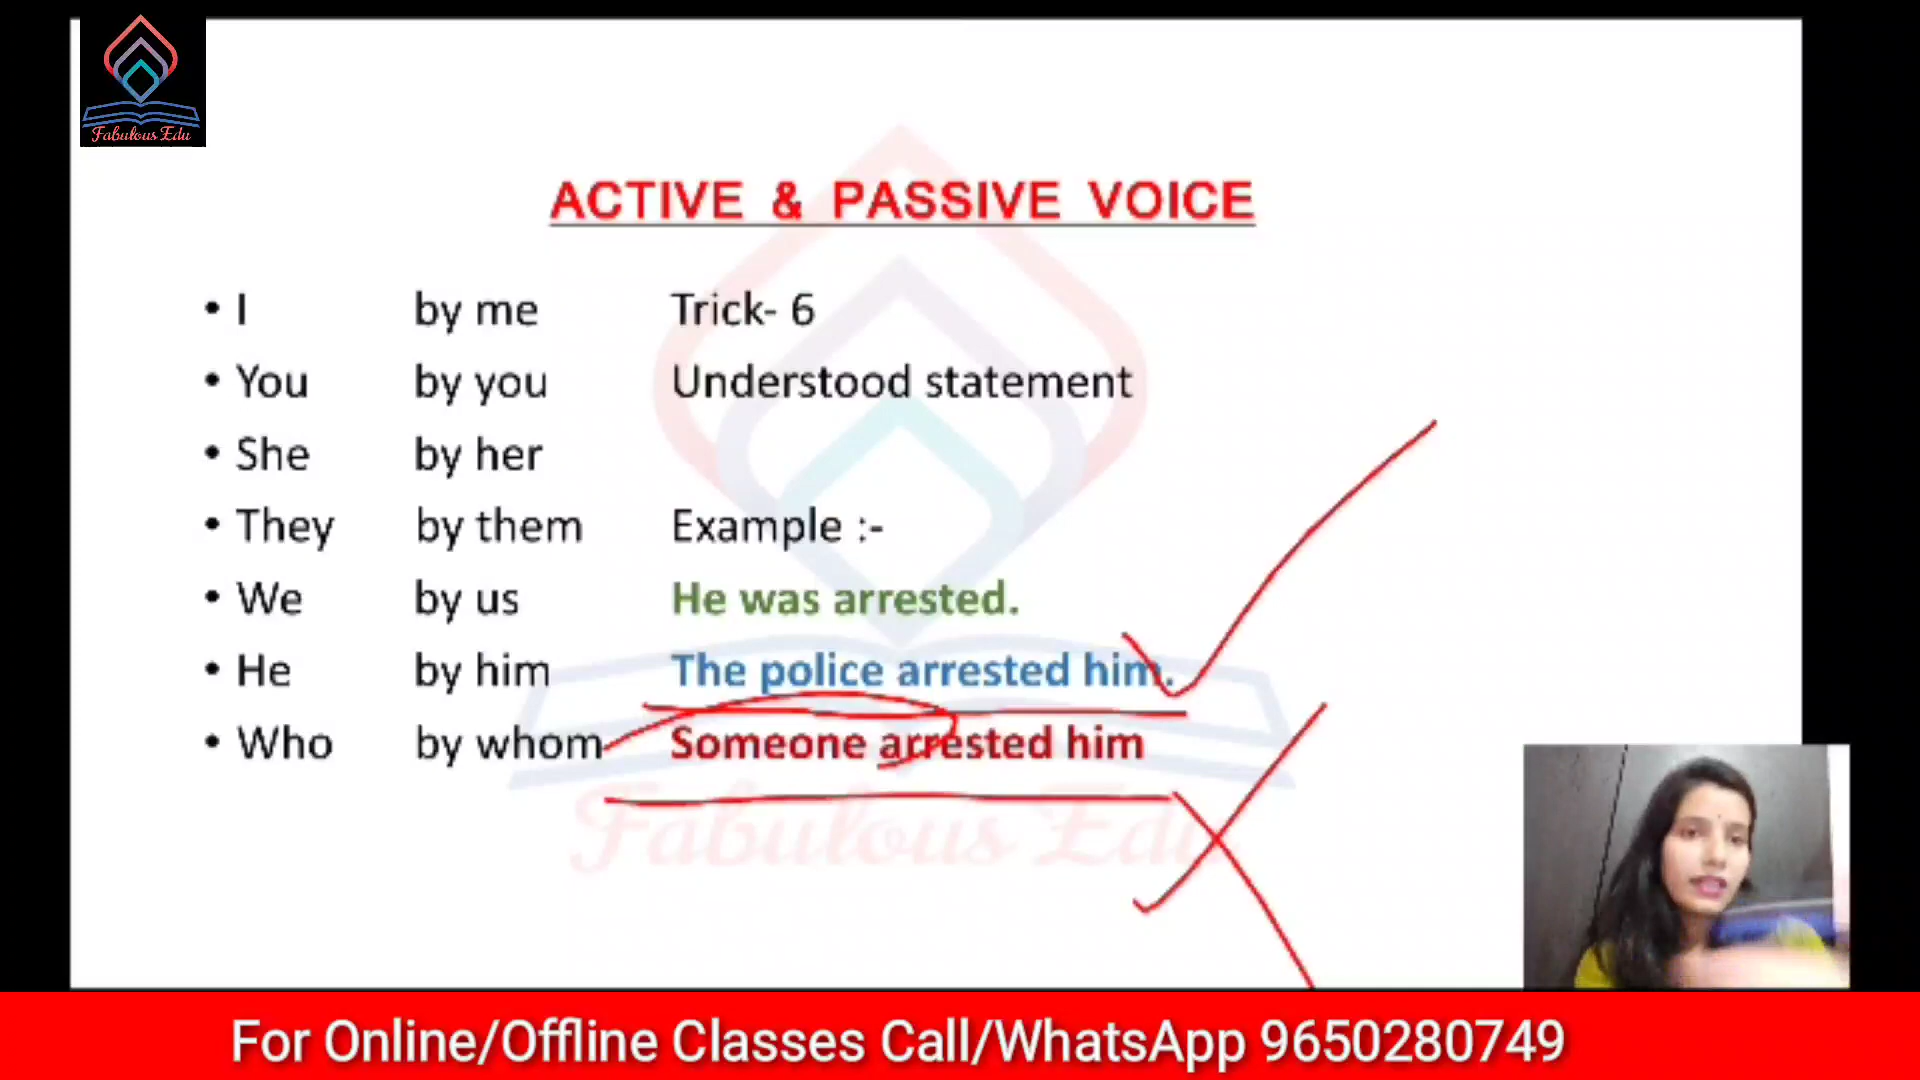 Fabulous Edu
ACTIVE & PASSIVE VOICE
• I by me Trick- 6
• You by you Understood statement
• She by her
• They by them Example :-
• We by us He was arrested.
• He by him The police arrested him.
• Who by whom Someone arrested him
Fabulous Edu
For Online/Offline Classes Call/WhatsApp 9650280749